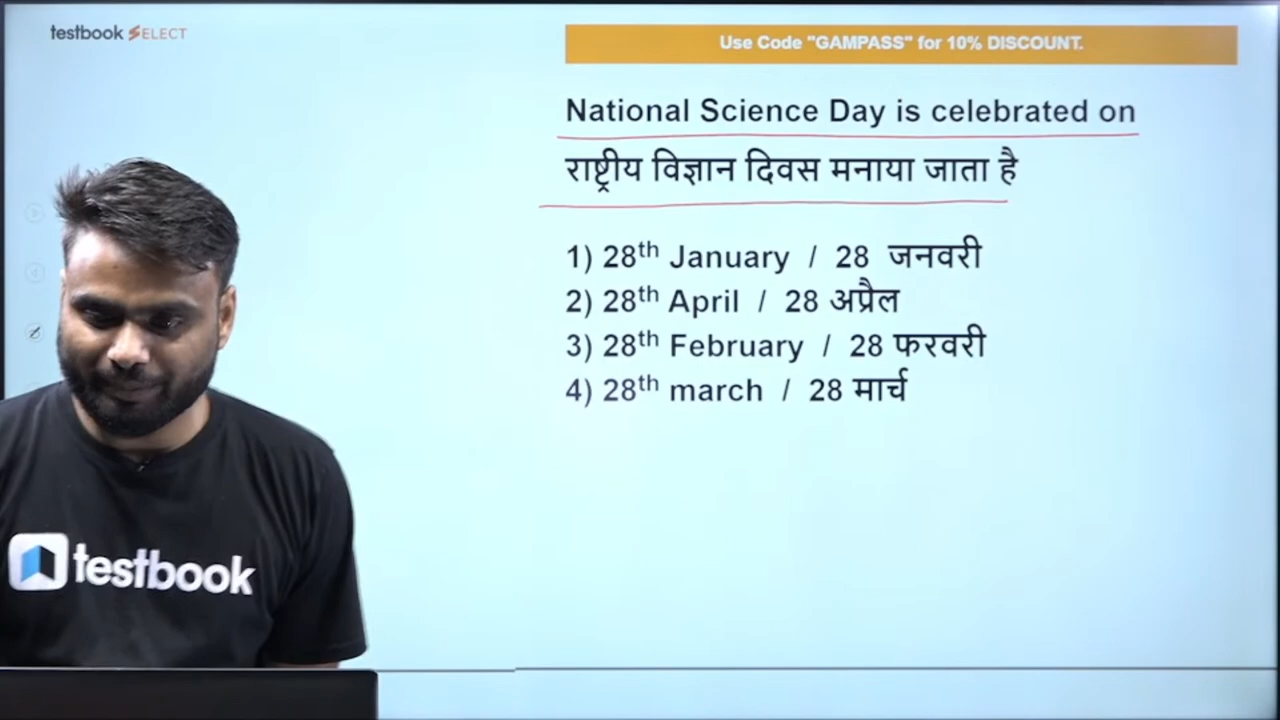 testbook SELECT
Use Code "GAMPASS" for 10% DISCOUNT.
National Science Day is celebrated on
राष्ट्रीय विज्ञान दिवस मनाया जाता है
1) 28th January / 28 जनवरी
2) 28th April / 28 अप्रैल
3) 28th February / 28 फरवरी
4) 28th march / 28 मार्च
testbook